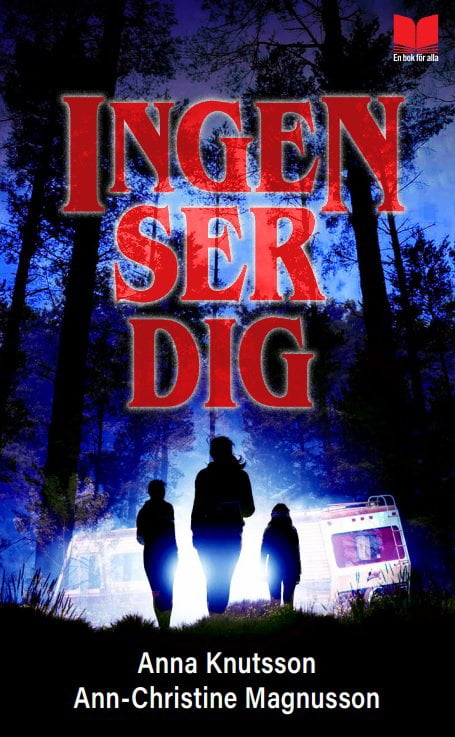 En bok för alla
INGEN
SER
DIG
Anna Knutsson
Ann-Christine Magnusson